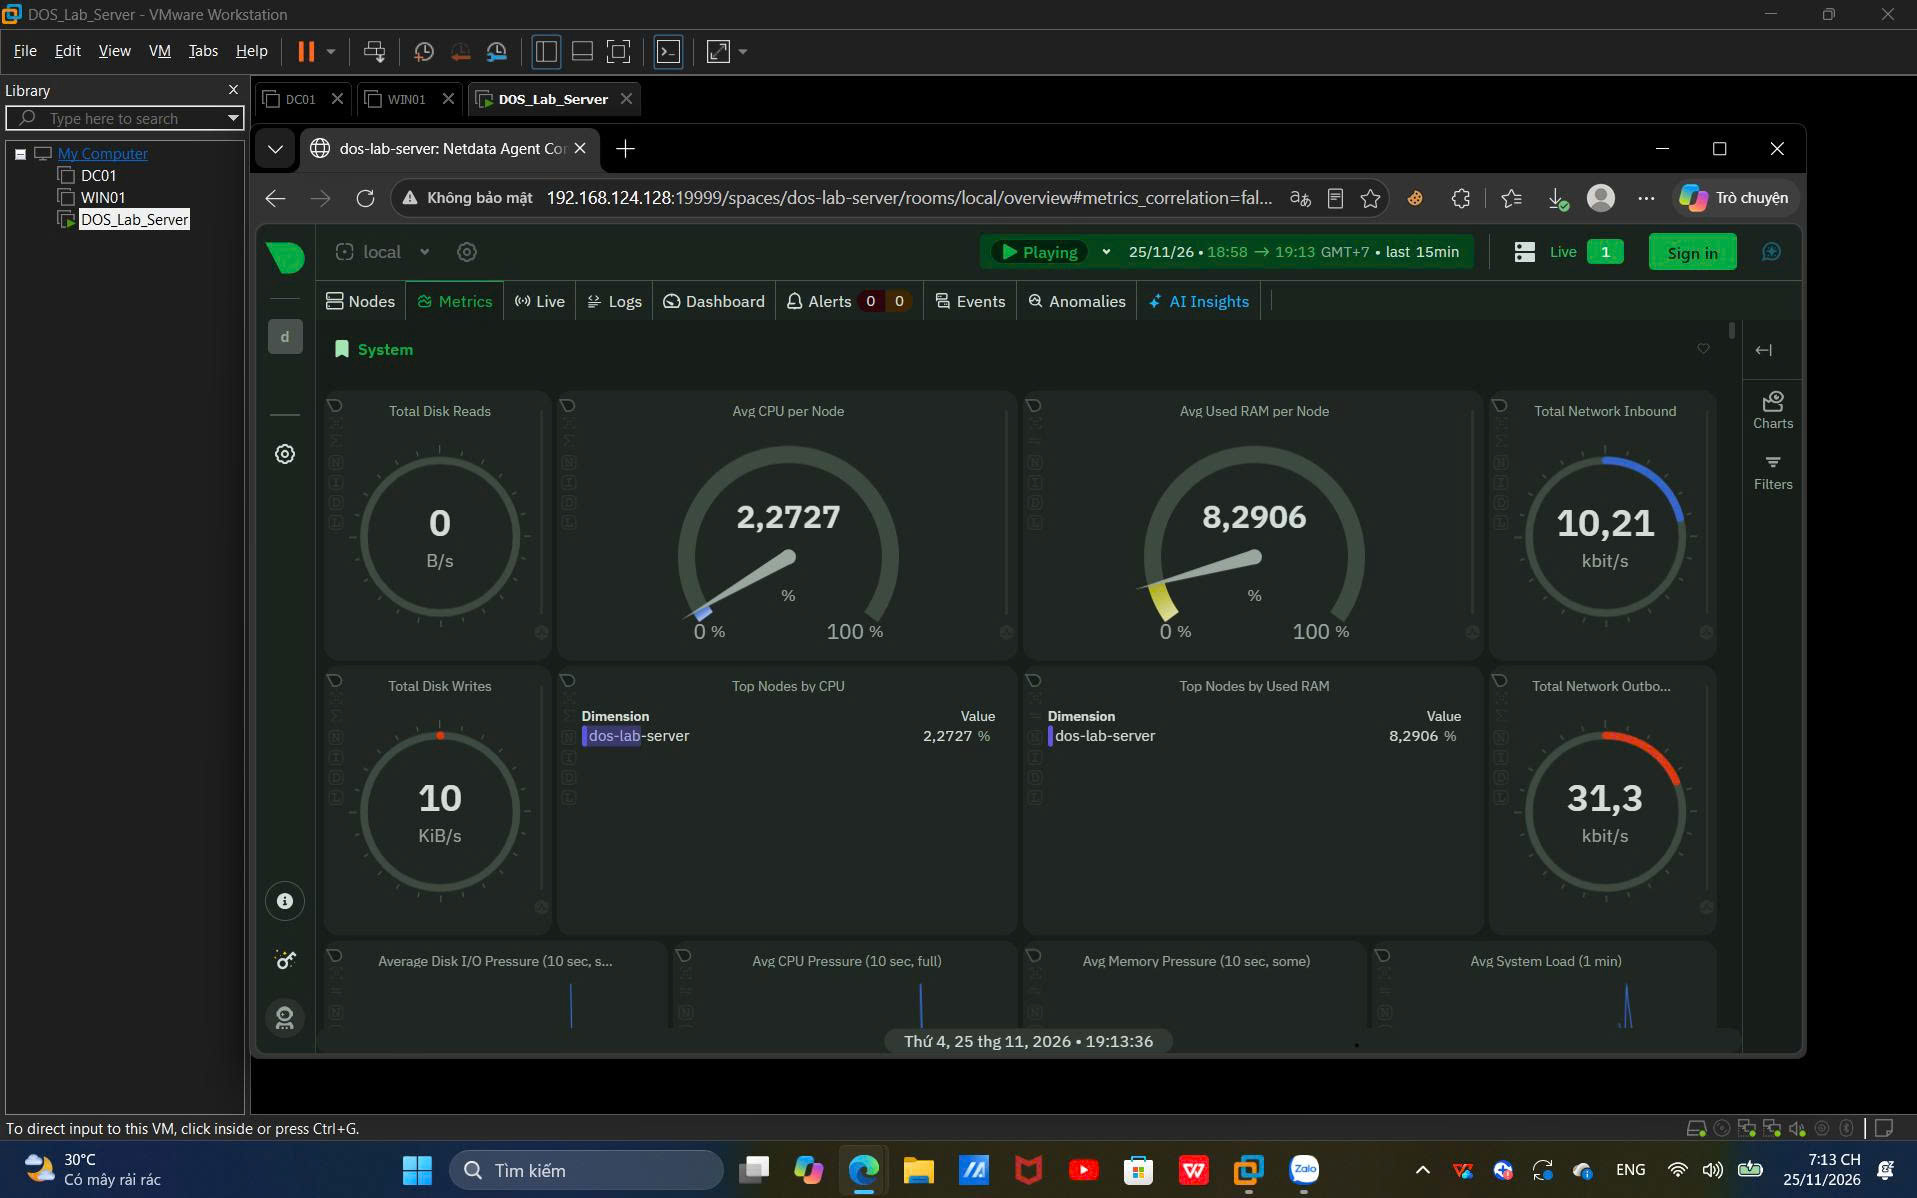 DOS_Lab_Server - VMware Workstation
File Edit View VM Tabs Help
Library
Type here to search
My Computer
DC01
WIN01
DOS_Lab_Server
DC01 WIN01 DOS_Lab_Server
dos-lab-server: Netdata Agent Co
Không bảo mật 192.168.124.128:19999/spaces/dos-lab-server/rooms/local/overview#metrics_correlation=fal... Trò chuyện
local
Playing 25/11/26 • 18:58 → 19:13 GMT+7 • last 15min Live 1 Sign in
Nodes Metrics Live Logs Dashboard Alerts 0 0 Events Anomalies AI Insights
d
System
Charts
Filters
Total Disk Reads
0
B/s
Avg CPU per Node
2,2727
%
0 % 100 %
Avg Used RAM per Node
8,2906
%
0 % 100 %
Total Network Inbound
10,21
kbit/s
Total Disk Writes
10
KiB/s
Top Nodes by CPU
Dimension Value
dos-lab-server 2,2727 %
Top Nodes by Used RAM
Dimension Value
dos-lab-server 8,2906 %
Total Network Outbo...
31,3
kbit/s
Average Disk I/O Pressure (10 sec, s...
Avg CPU Pressure (10 sec, full)
Avg Memory Pressure (10 sec, some)
Avg System Load (1 min)
Thứ 4, 25 thg 11, 2026 • 19:13:36
To direct input to this VM, click inside or press Ctrl+G.
30°C
Có mây rải rác
Tìm kiếm
Zalo
ENG
7:13 CH
25/11/2026